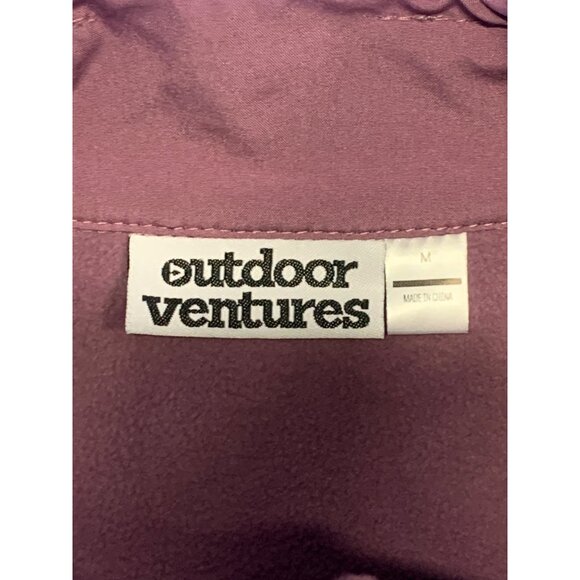 outdoor
ventures
M
MADE IN CHINA